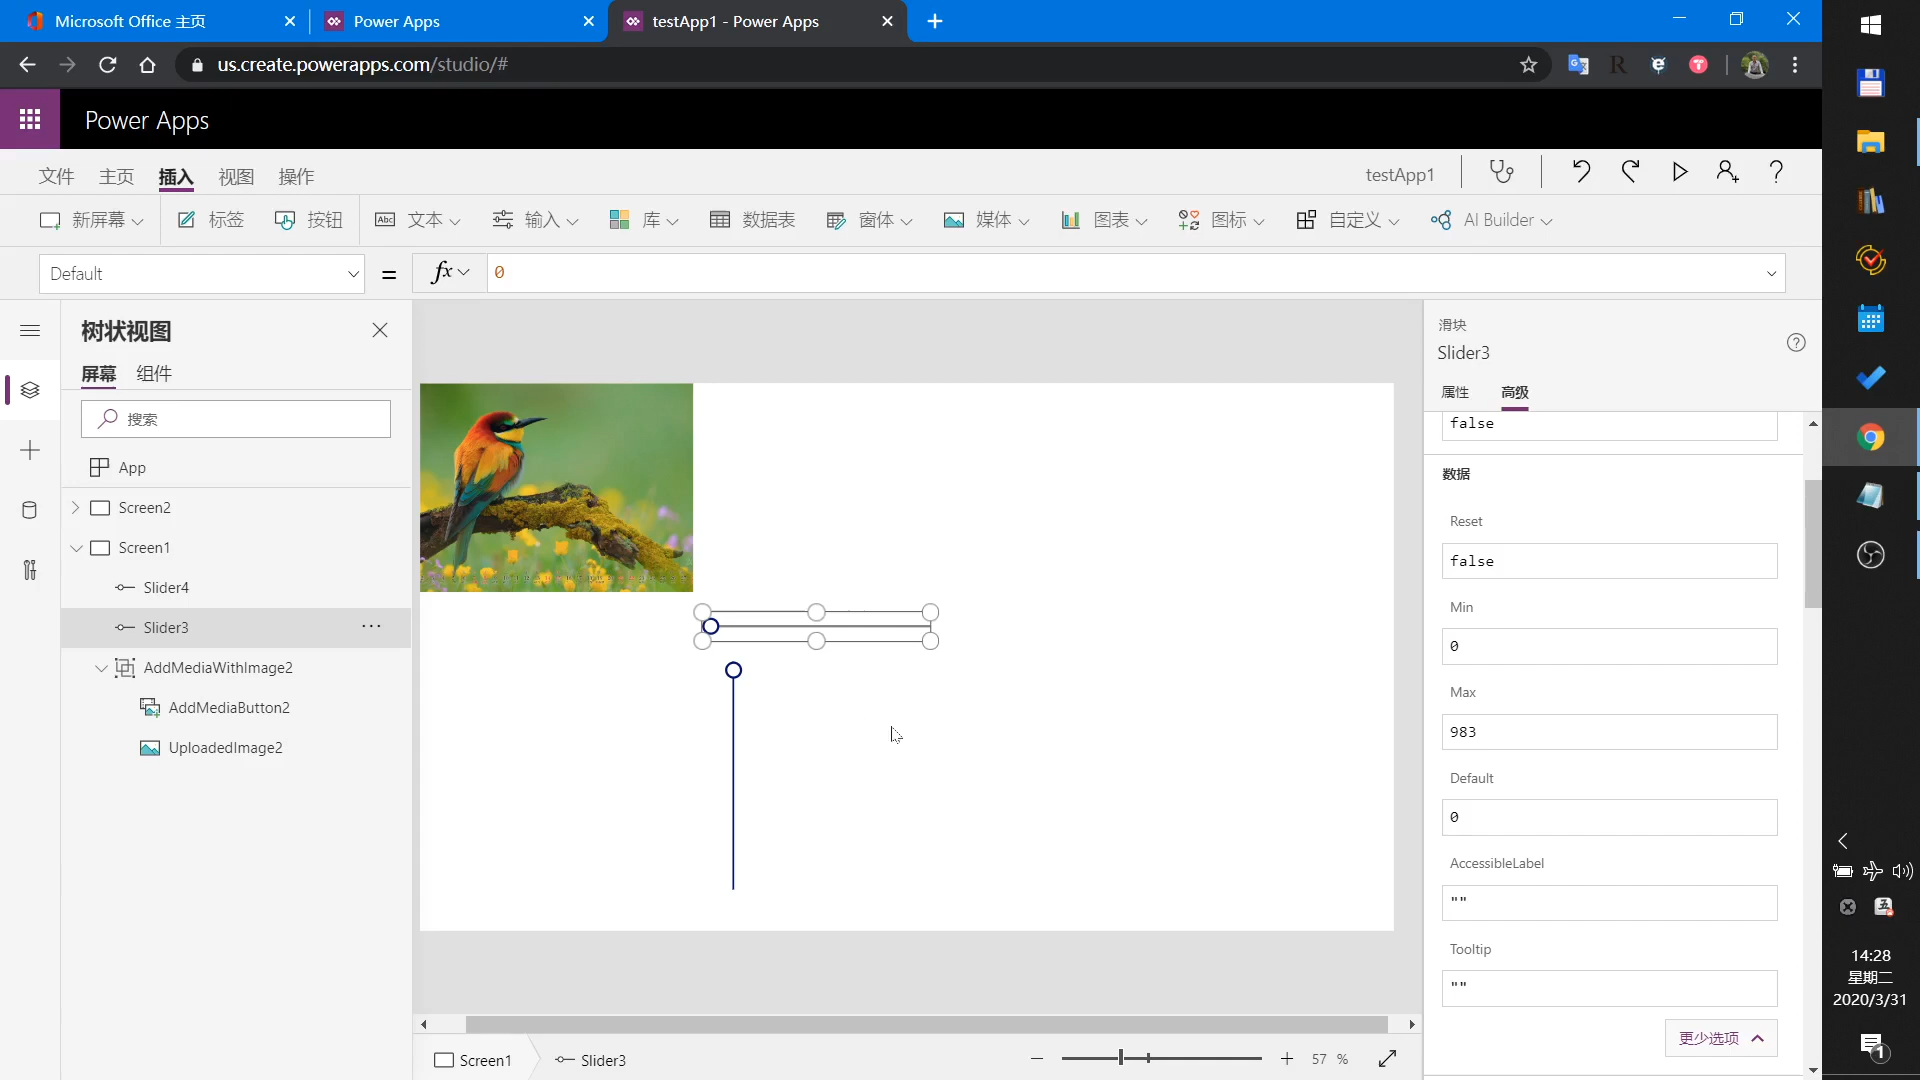 Microsoft Office 主页
Power Apps
testApp1 - Power Apps
us.create.powerapps.com/studio/#
Power Apps
文件 主页 插入 视图 操作
testApp1
新屏幕 标签 按钮 文本 输入 库 数据表 窗体 媒体 图表 图标 自定义 AI Builder
Default = fx 0
树状视图
屏幕 组件
搜索
App
Screen2
Screen1
Slider4
Slider3
AddMediaWithImage2
AddMediaButton2
UploadedImage2
滑块
Slider3
属性 高级
false
数据
Reset
false
Min
0
Max
983
Default
0
AccessibleLabel
""
Tooltip
""
更少选项
Screen1 Slider3
57 %
14:28
星期二
2020/3/31
1